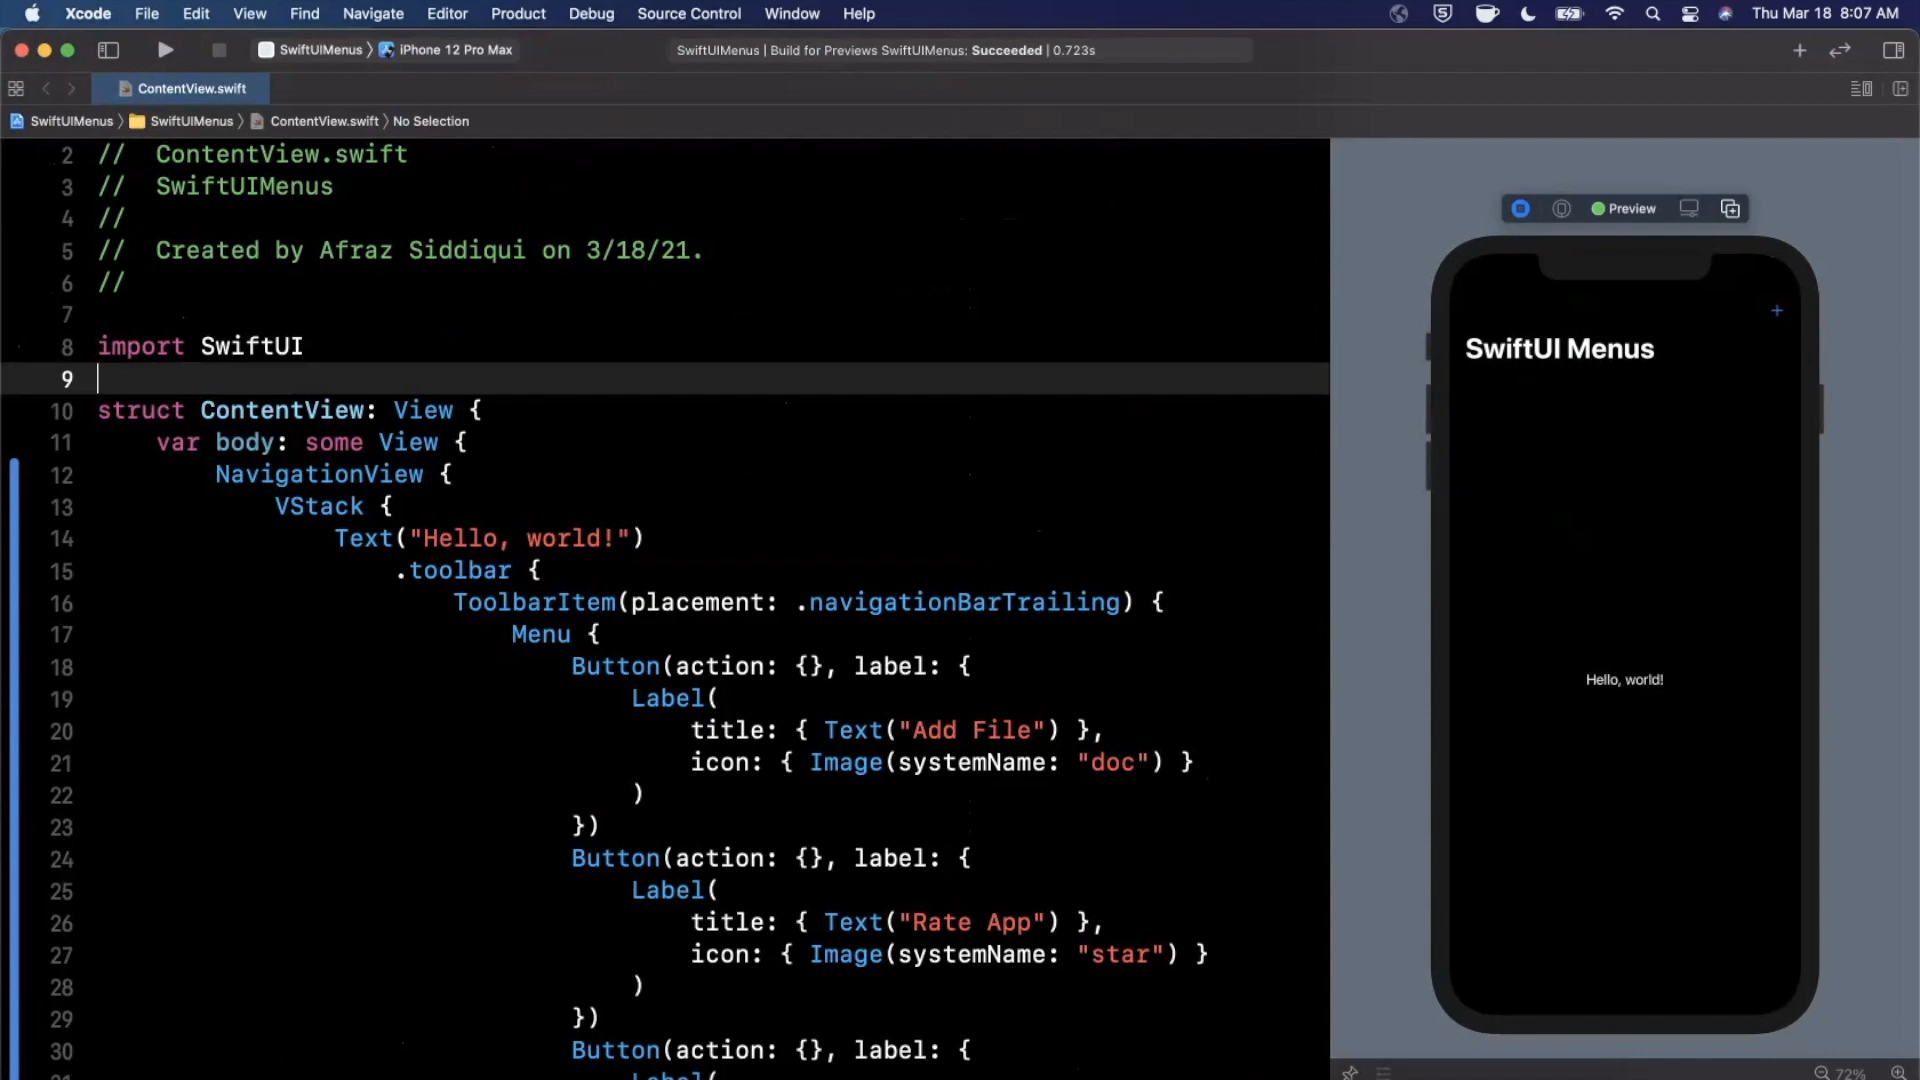 Xcode File Edit View Find Navigate Editor Product Debug Source Control Window Help Thu Mar 18 8:07 AM
SwiftUIMenus iPhone 12 Pro Max SwiftUIMenus | Build for Previews SwiftUIMenus: Succeeded | 0.723s
ContentView.swift
SwiftUIMenus SwiftUIMenus ContentView.swift No Selection
2 // ContentView.swift
3 // SwiftUIMenus
4 //
5 // Created by Afraz Siddiqui on 3/18/21.
6 //
7
8 import SwiftUI
9
10 struct ContentView: View {
11 var body: some View {
12 NavigationView {
13 VStack {
14 Text("Hello, world!")
15 .toolbar {
16 ToolbarItem(placement: .navigationBarTrailing) {
17 Menu {
18 Button(action: {}, label: {
19 Label(
20 title: { Text("Add File") },
21 icon: { Image(systemName: "doc") }
22 )
23 })
24 Button(action: {}, label: {
25 Label(
26 title: { Text("Rate App") },
27 icon: { Image(systemName: "star") }
28 )
29 })
30 Button(action: {}, label: {
Label(
Preview
SwiftUI Menus
Hello, world!
72%